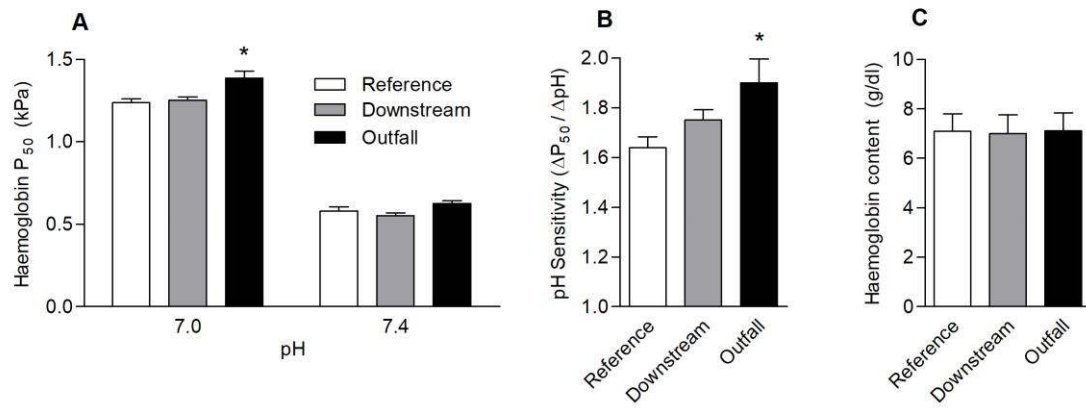 A
Haemoglobin P50 (kPa)
1.5
1.0
0.5
0.0
*
Reference
Downstream
Outfall
7.0
7.4
pH
B
pH Sensitivity (ΔP50 / ΔpH)
2.0
1.8
1.6
1.4
1.2
1.0
*
Reference
Downstream
Outfall
C
Haemoglobin content (g/dl)
10
8
6
4
2
0
Reference
Downstream
Outfall